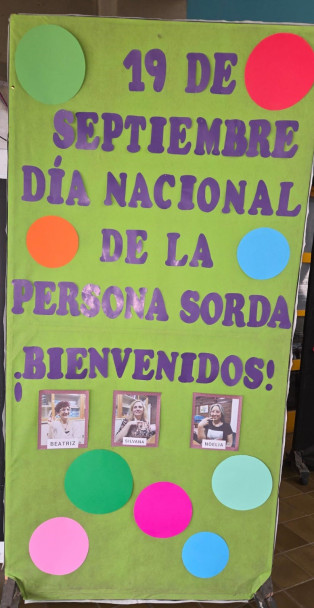 19 DE
SEPTIEMBRE
DÍA NACIONAL
DE LA
PERSONA SORDA
¡BIENVENIDOS!
BEATRIZ
SILVANA
NOELIA